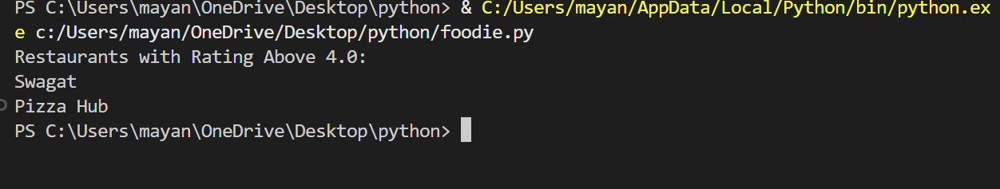 PS C:\Users\mayan\OneDrive\Desktop\python> & C:/Users/mayan/AppData/Local/Python/bin/python.ex
e c:/Users/mayan/OneDrive/Desktop/python/foodie.py
Restaurants with Rating Above 4.0:
Swagat
Pizza Hub
PS C:\Users\mayan\OneDrive\Desktop\python>